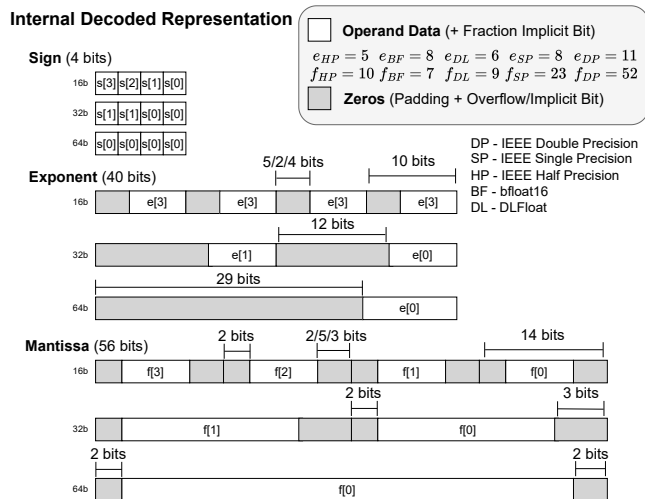 Internal Decoded Representation
Operand Data (+ Fraction Implicit Bit)
e_HP = 5 e_BF = 8 e_DL = 6 e_SP = 8 e_DP = 11
f_HP = 10 f_BF = 7 f_DL = 9 f_SP = 23 f_DP = 52
Zeros (Padding + Overflow/Implicit Bit)
DP - IEEE Double Precision
SP - IEEE Single Precision
HP - IEEE Half Precision
BF - bfloat16
DL - DLFloat
Sign (4 bits)
16b s[3] s[2] s[1] s[0]
32b s[1] s[1] s[0] s[0]
64b s[0] s[0] s[0] s[0]
Exponent (40 bits)
5/2/4 bits 10 bits
16b e[3] e[3] e[3] e[3]
12 bits
32b e[1] e[0]
29 bits
64b e[0]
Mantissa (56 bits)
2 bits 2/5/3 bits 14 bits
16b f[3] f[2] f[1] f[0]
2 bits 3 bits
32b f[1] f[0]
2 bits 2 bits
64b f[0]